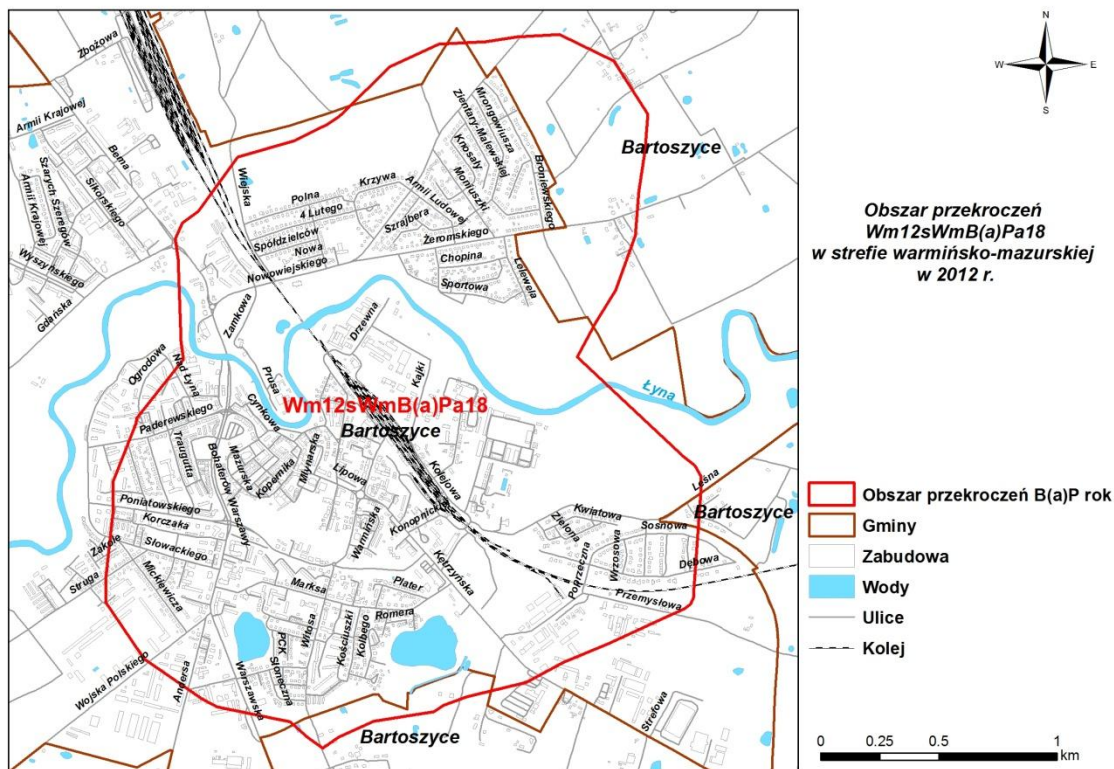 N
W
E
S
Obszar przekroczeń
Wm12sWmB(a)Pa18
w strefie warmińsko-mazurskiej
w 2012 r.
Obszar przekroczeń B(a)P rok
Gminy
Zabudowa
Wody
Ulice
Kolej
0
0.25
0.5
1
km
Zbożowa
Armii Krajowej
Bema
Szarych Szeregów
Armii Krajowej
Sikorskiego
Wyszyńskiego
Gdańska
Wiejska
Polna
4 Lutego
Krzywa
Spółdzielców
Nowa
Nowowiejskiego
Szrajbera
Armii Ludowej
Żeromskiego
Mrongowiusza
Zientary-Malewskiej
Knosały
Moniuszki
Broniewskiego
Bartoszyce
Chopina
Sportowa
Lelewela
Zamkowa
Drzewna
Prusa
Kajki
Łyna
Ogrodowa
Nad Łyną
Paderewskiego
Traugutta
Cynkowa
Wm12sWmB(a)Pa18
Bartoszyce
Bohaterów Warszawy
Mazurska
Kopernika
Młynarska
Lipowa
Kolejowa
Poniatowskiego
Korczaka
Słowackiego
Zakole
Struga
Mickiewicza
Warmińska
Konopnick
Kętrzyńska
Leśna
Bartoszyce
Kwiatowa
Sosnowa
Zielona
Wrzosowa
Dębowa
Poprzeczna
Przemysłowa
Marksa
Plater
Romera
PCK
Witosa
Kościuszki
Kolbego
Słoneczna
Wojska Polskiego
Andersa
Warszawska
Bartoszyce
Strefowa